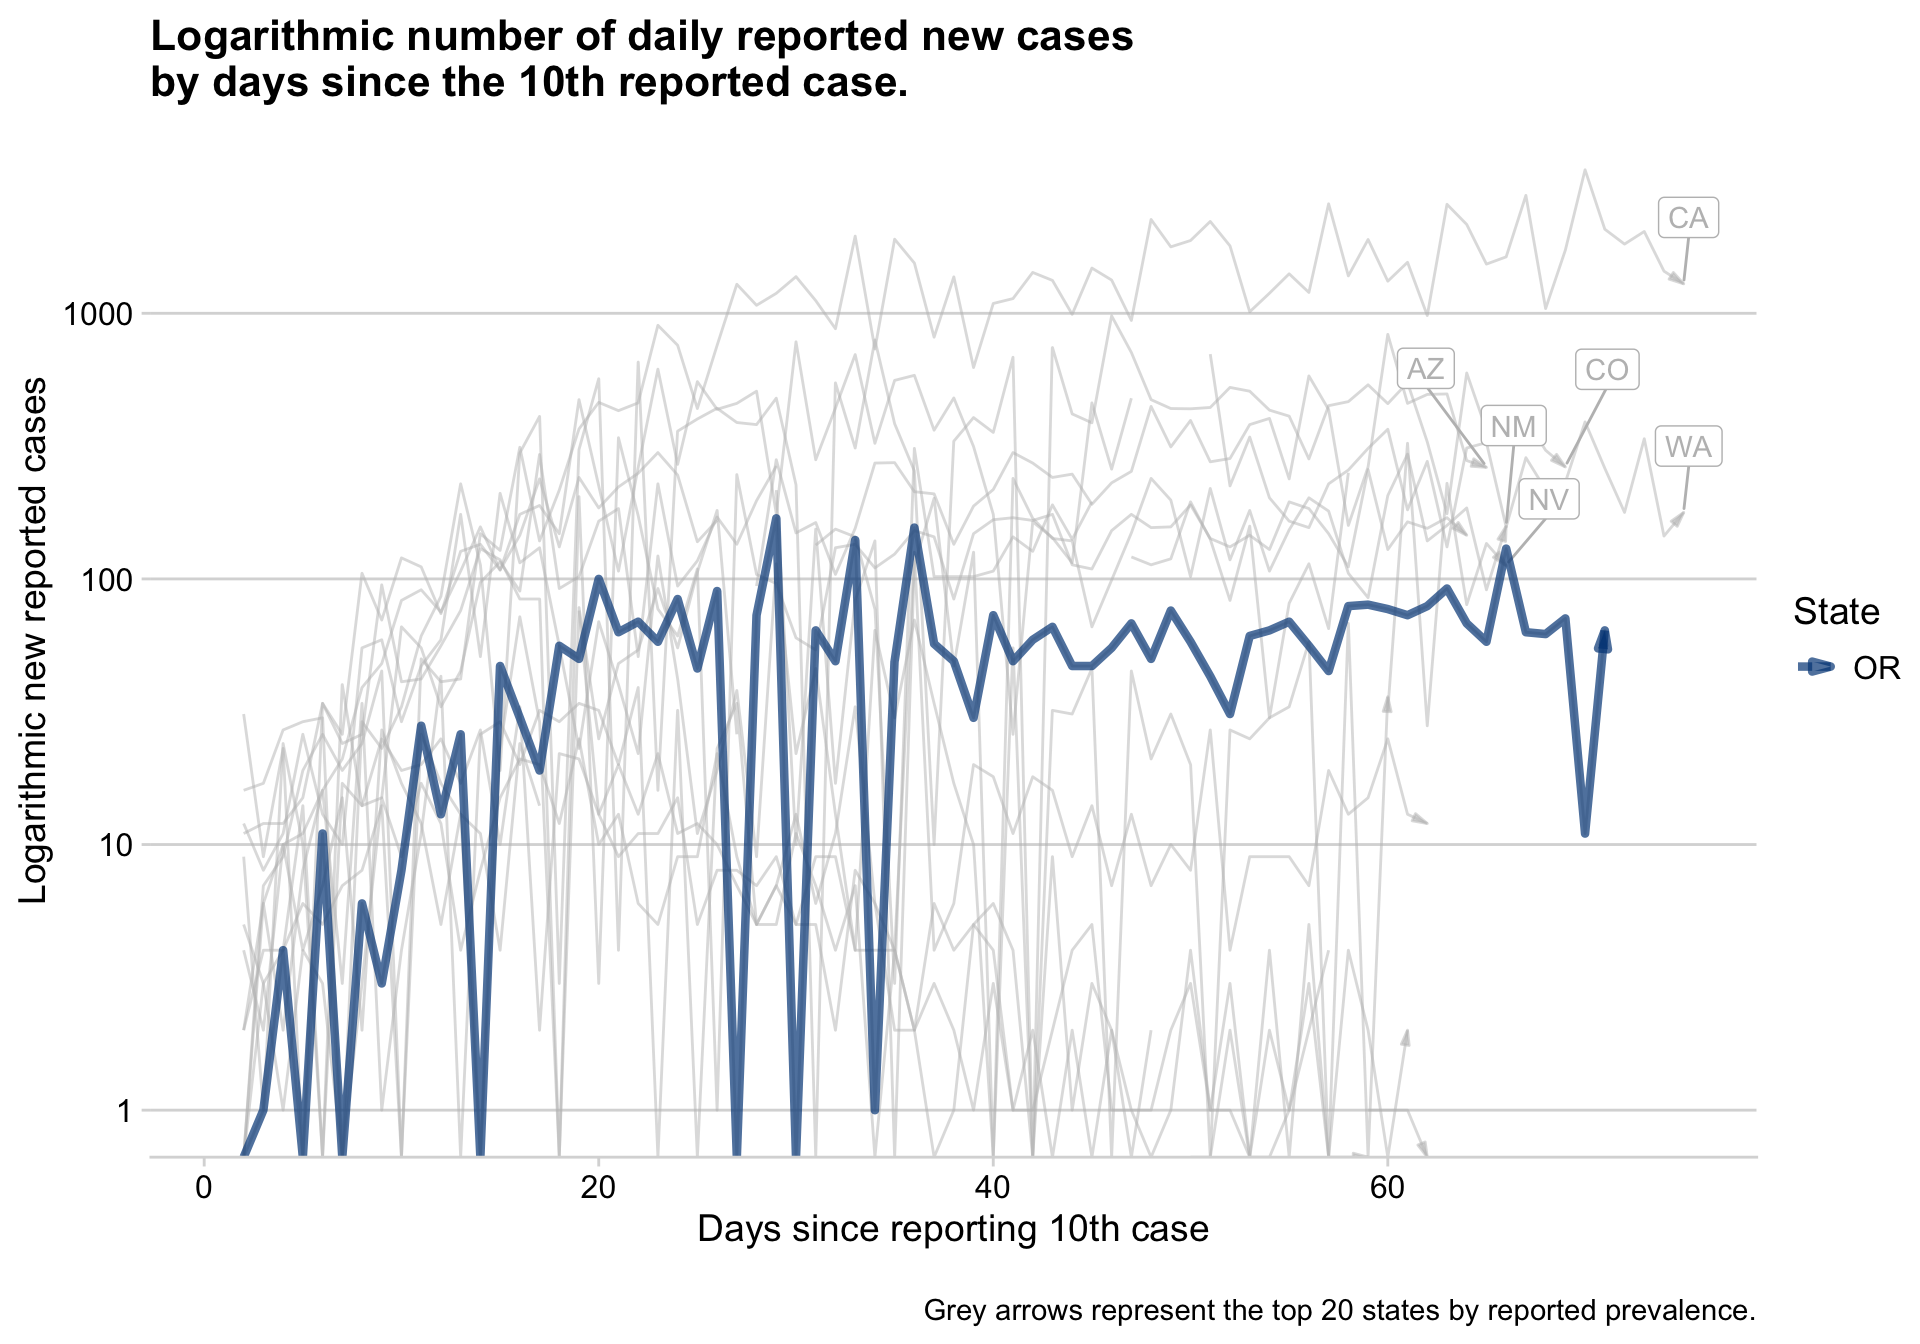 Logarithmic number of daily reported new cases
by days since the 10th reported case.
Logarithmic new reported cases
1000
100
10
1
CA
AZ
CO
NM
WA
NV
State
OR
0
20
40
60
Days since reporting 10th case
Grey arrows represent the top 20 states by reported prevalence.